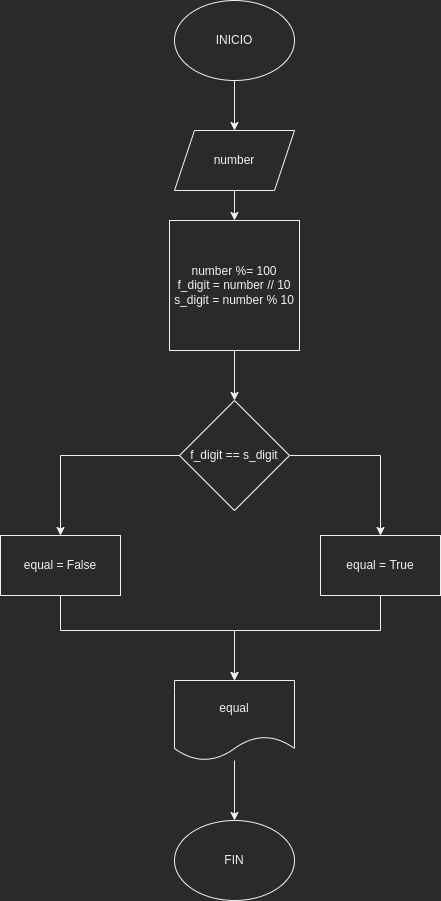 INICIO
number
number %= 100
f_digit = number // 10
s_digit = number % 10
f_digit == s_digit
equal = False
equal = True
equal
FIN